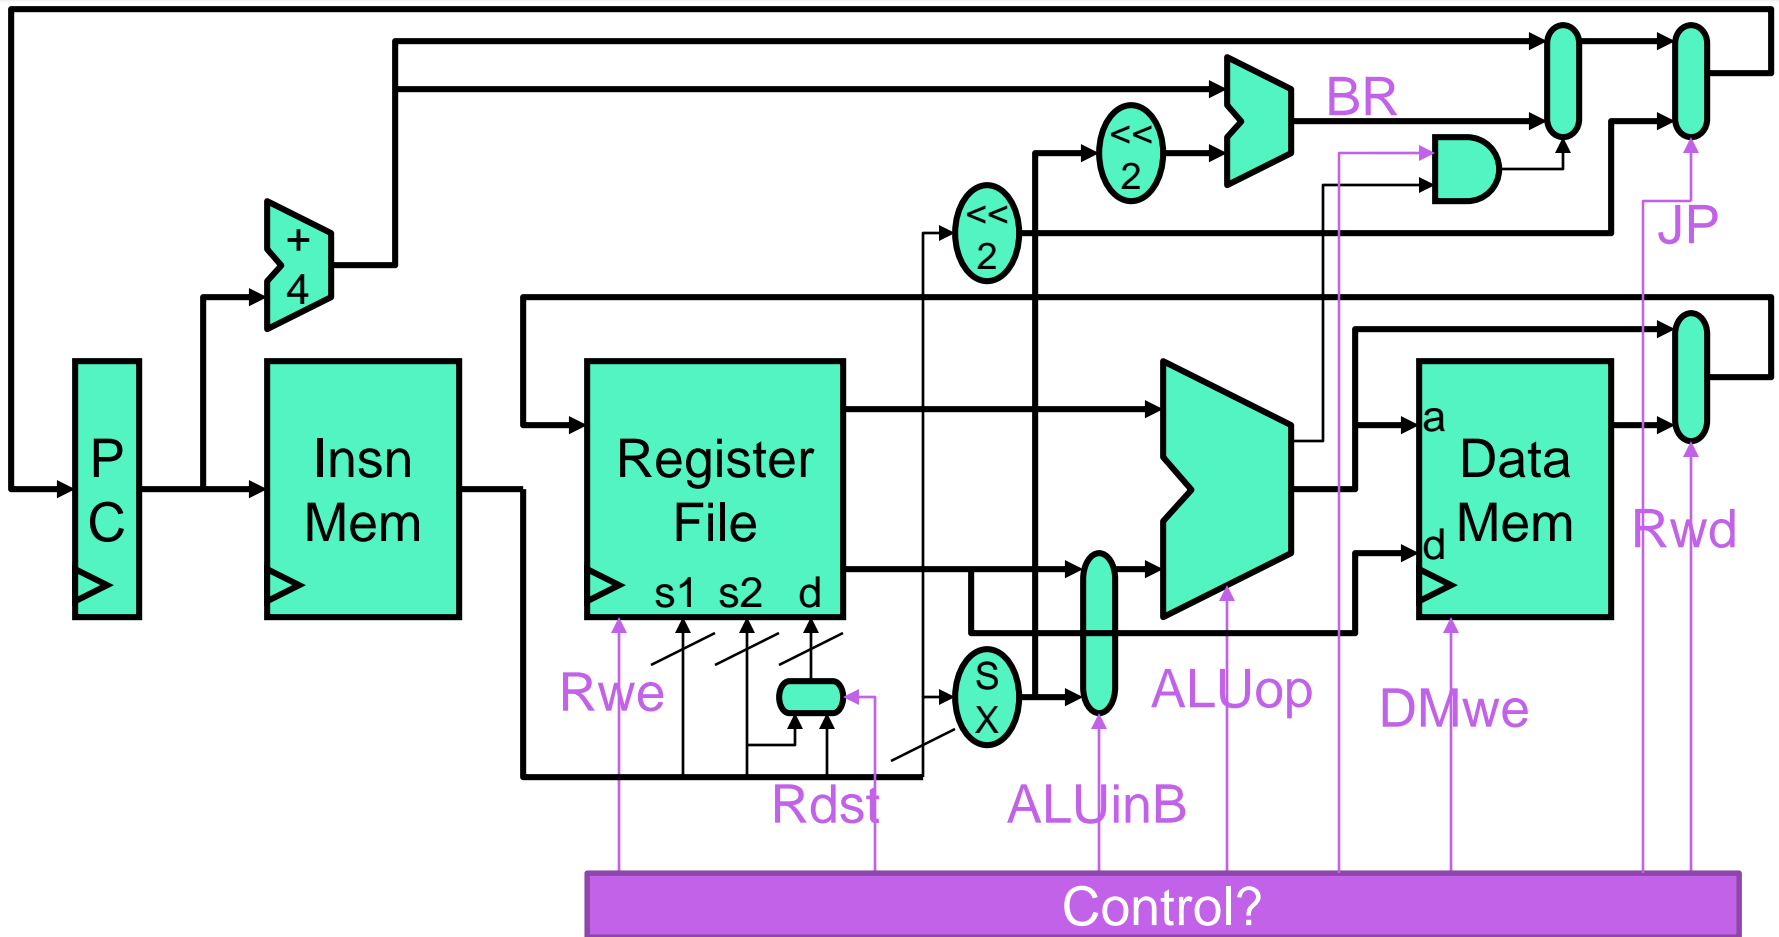 BR
<<
2
<<
2
JP
+
4
P
C
Insn
Mem
Register
File
s1 s2 d
a
d
Data
Mem
Rwd
Rwe
S
X
ALUop
DMwe
Rdst
ALUinB
Control?